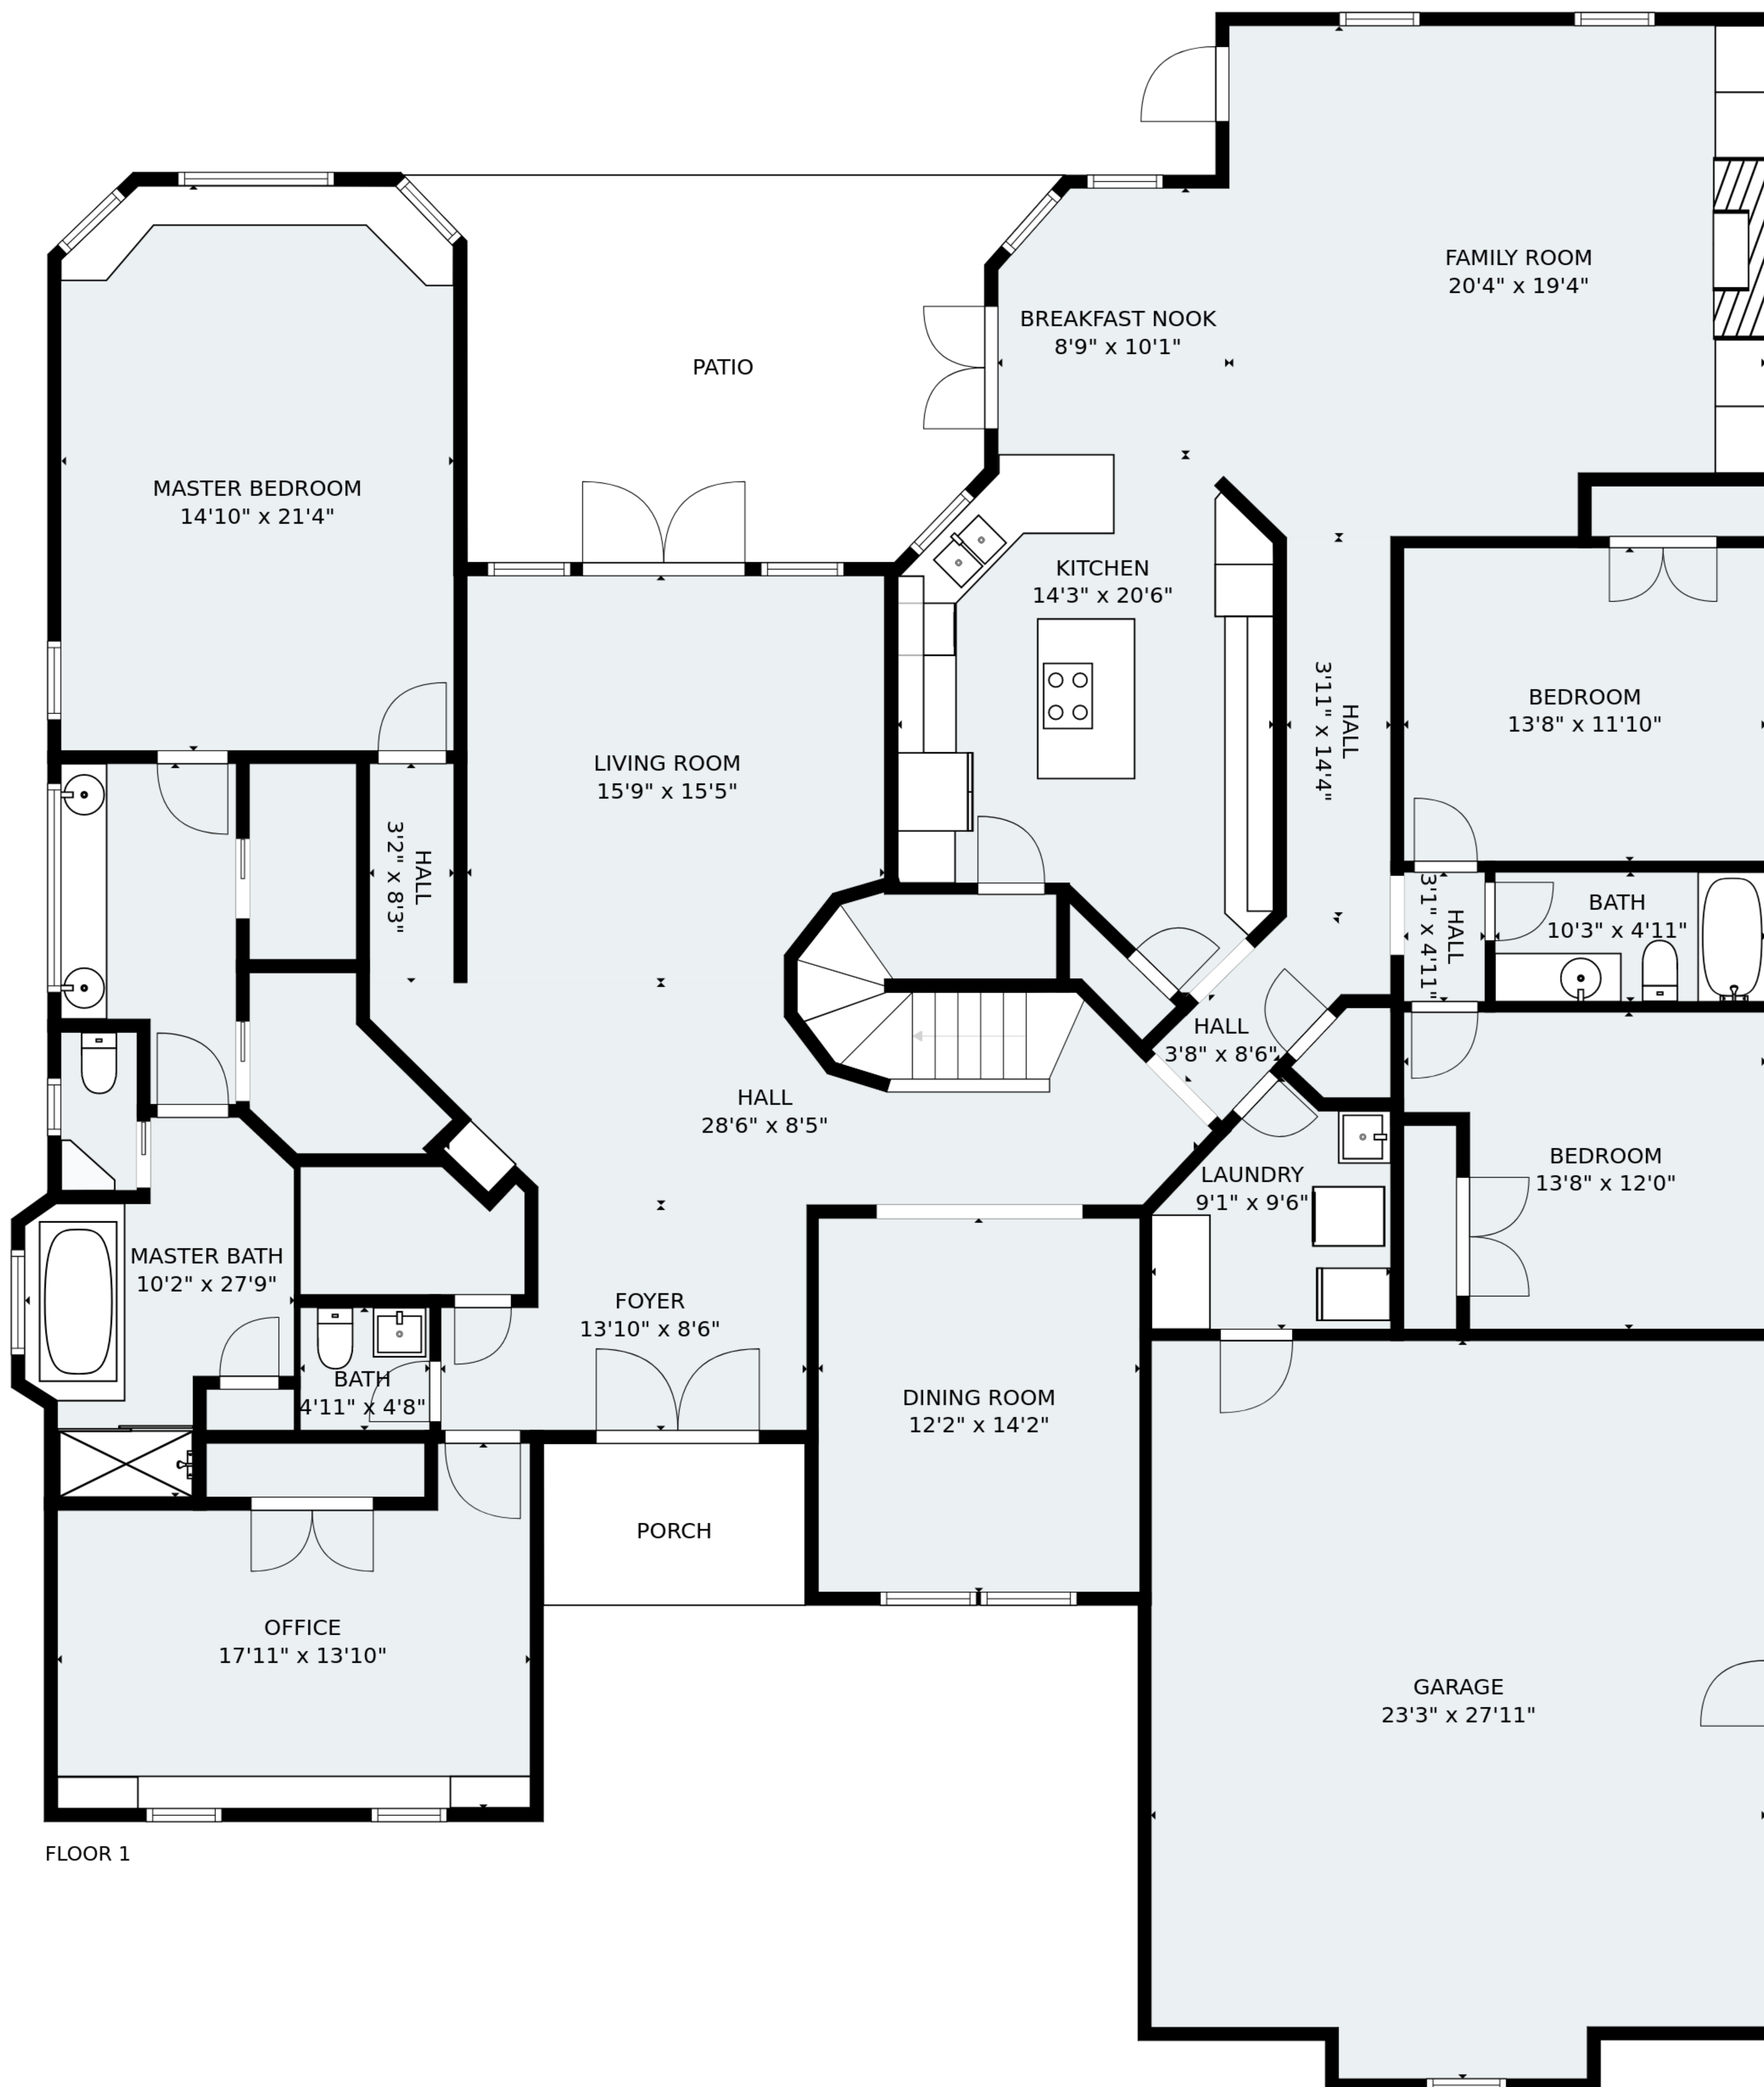 FAMILY ROOM
20'4" x 19'4"
BREAKFAST NOOK
8'9" x 10'1"
PATIO
MASTER BEDROOM
14'10" x 21'4"
KITCHEN
14'3" x 20'6"
HALL
3'11" x 14'4"
BEDROOM
13'8" x 11'10"
LIVING ROOM
15'9" x 15'5"
HALL
3'2" x 8'3"
HALL
3'1" x 4'11"
BATH
10'3" x 4'11"
HALL
3'8" x 8'6"
HALL
28'6" x 8'5"
LAUNDRY
9'1" x 9'6"
BEDROOM
13'8" x 12'0"
MASTER BATH
10'2" x 27'9"
FOYER
13'10" x 8'6"
BATH
4'11" x 4'8"
DINING ROOM
12'2" x 14'2"
PORCH
OFFICE
17'11" x 13'10"
GARAGE
23'3" x 27'11"
FLOOR 1